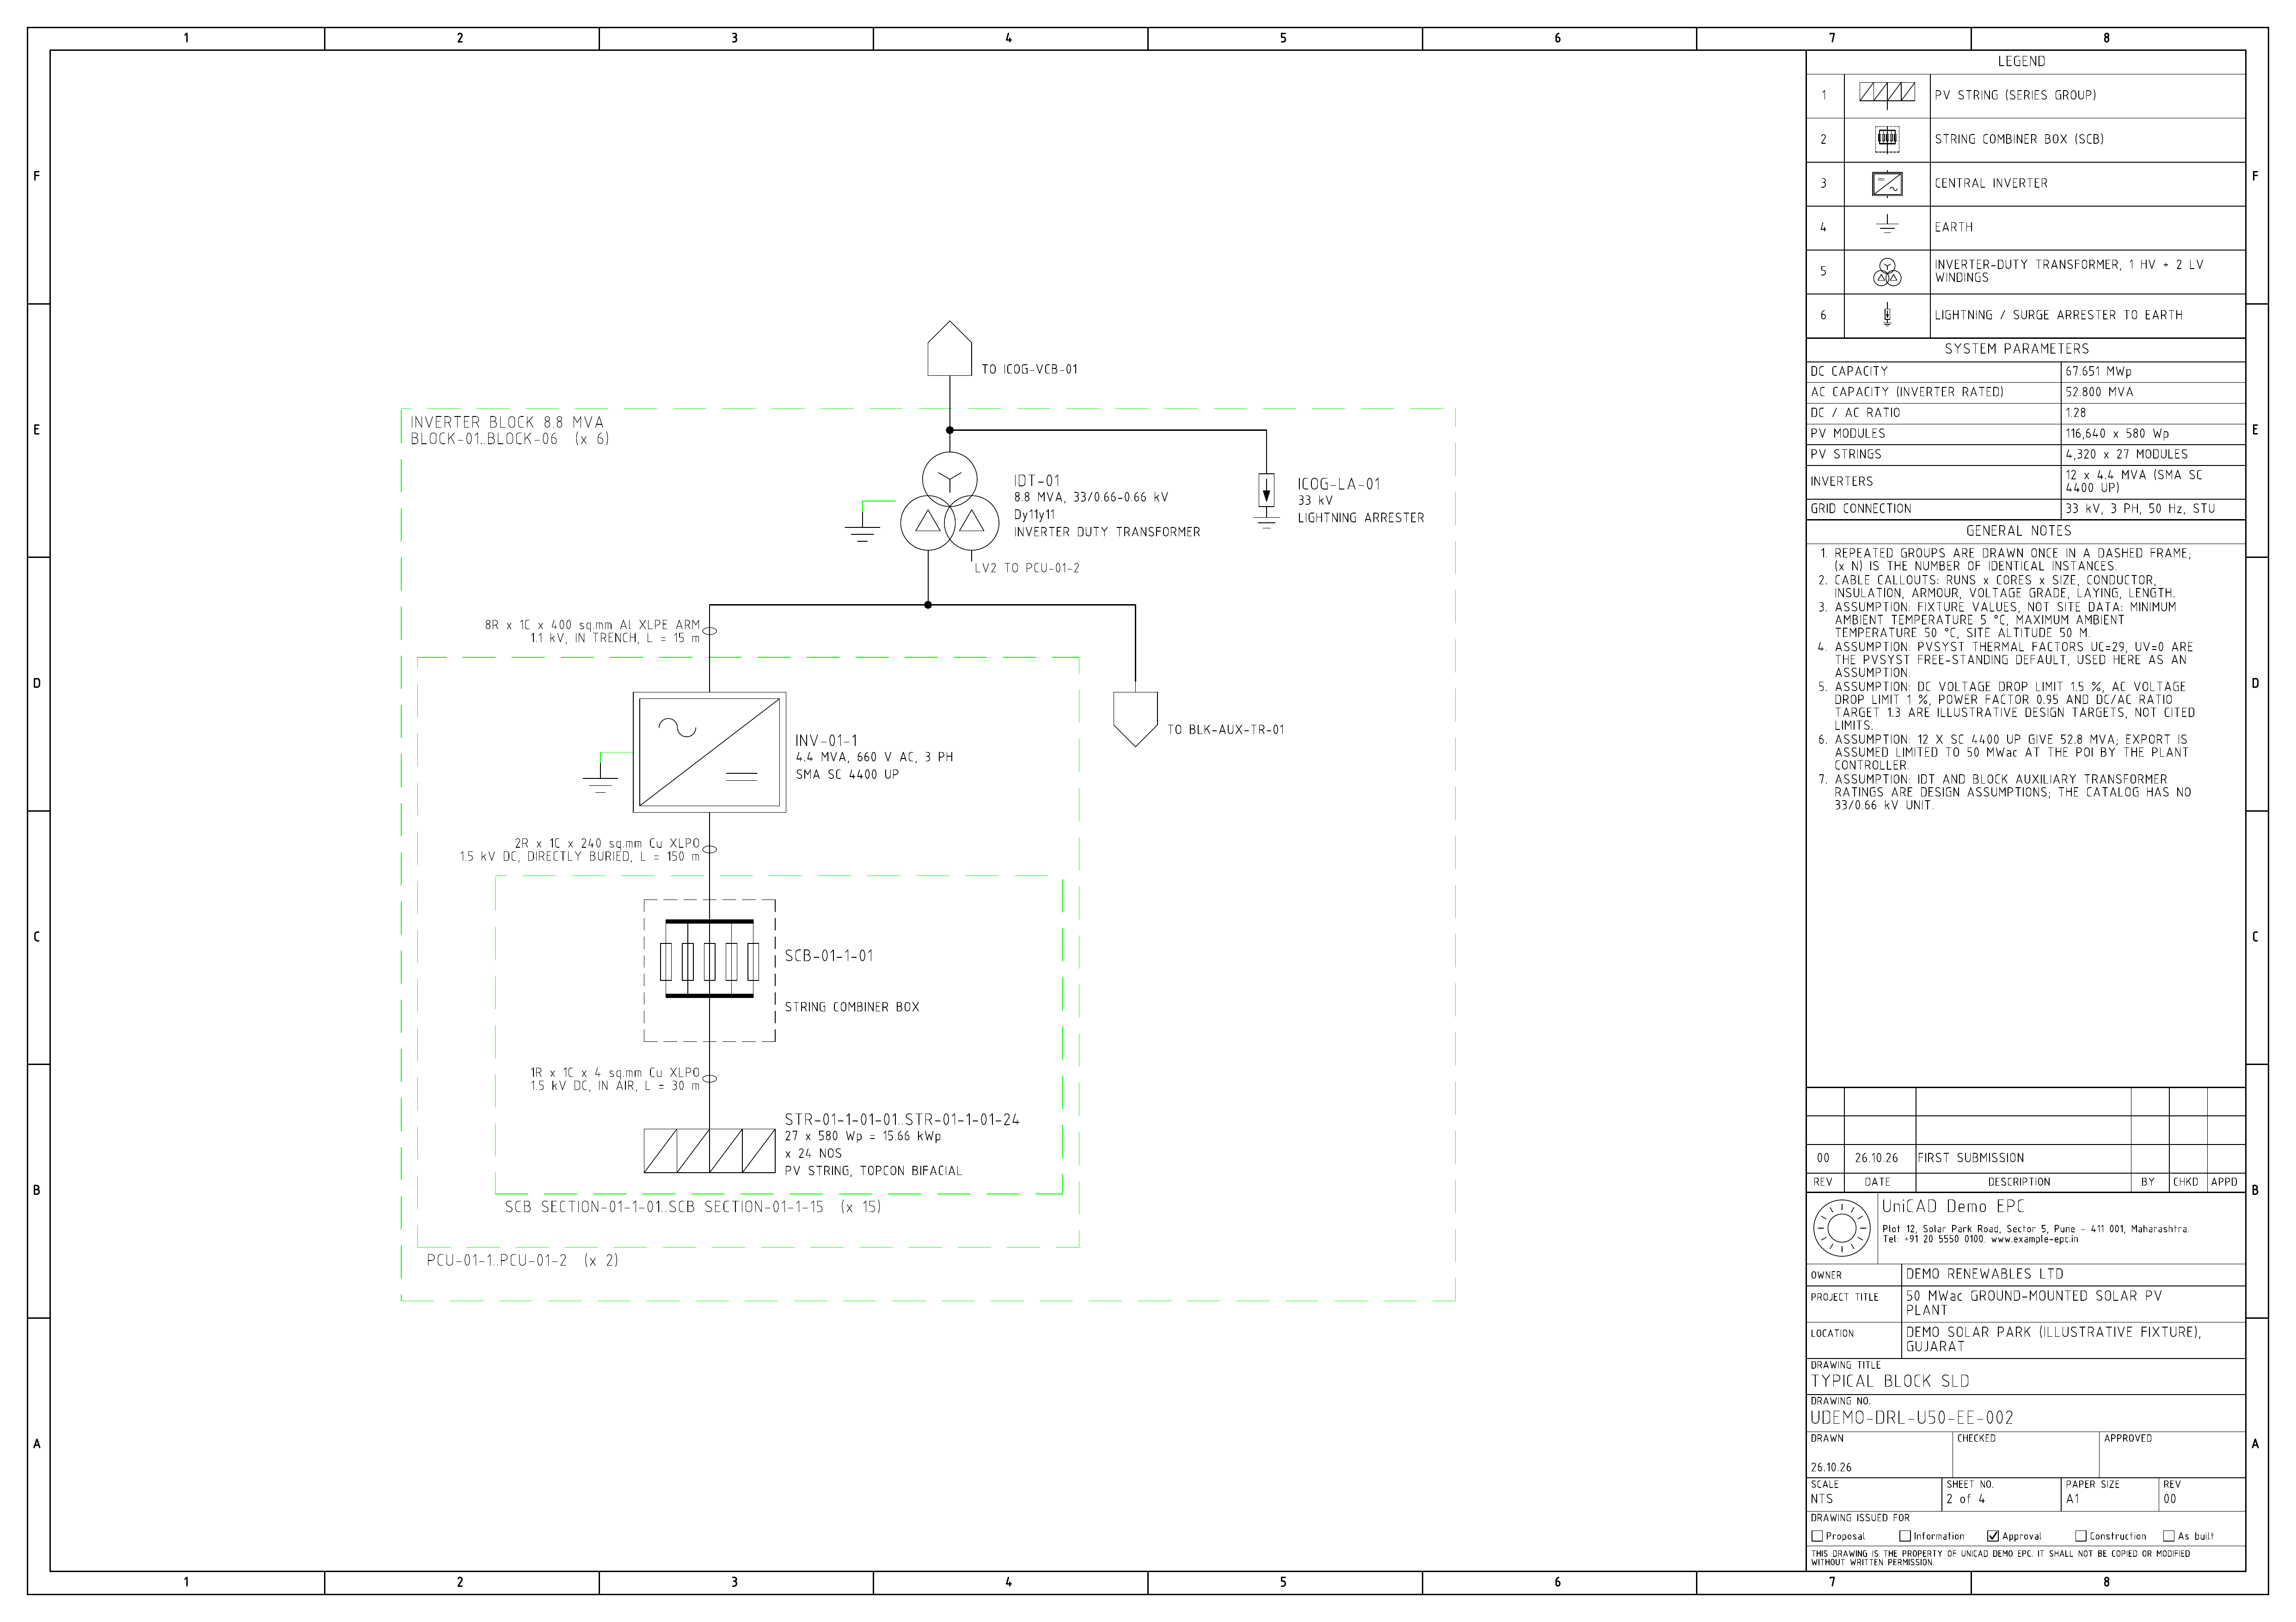 1 2 3 4 5 6 7 8
F
E
D
C
B
A
TO ICOG-VCB-01
INVERTER BLOCK 8.8 MVA
BLOCK-01..BLOCK-06 (x 6)
IDT-01
8.8 MVA, 33/0.66-0.66 kV
Dy11y11
INVERTER DUTY TRANSFORMER
ICOG-LA-01
33 kV
LIGHTNING ARRESTER
LV2 TO PCU-01-2
8R x 1C x 400 sq.mm Al XLPE ARM
1.1 kV, IN TRENCH, L = 15 m
INV-01-1
4.4 MVA, 660 V AC, 3 PH
SMA SC 4400 UP
TO BLK-AUX-TR-01
2R x 1C x 240 sq.mm Cu XLPO
1.5 kV DC, DIRECTLY BURIED, L = 150 m
SCB-01-1-01
STRING COMBINER BOX
1R x 1C x 4 sq.mm Cu XLPO
1.5 kV DC, IN AIR, L = 30 m
STR-01-1-01-01..STR-01-1-01-24
27 x 580 Wp = 15.66 kWp
x 24 NOS
PV STRING, TOPCON BIFACIAL
SCB SECTION-01-1-01..SCB SECTION-01-1-15 (x 15)
PCU-01-1..PCU-01-2 (x 2)
LEGEND
1 PV STRING (SERIES GROUP)
2 STRING COMBINER BOX (SCB)
3 CENTRAL INVERTER
4 EARTH
5 INVERTER-DUTY TRANSFORMER, 1 HV + 2 LV
WINDINGS
6 LIGHTNING / SURGE ARRESTER TO EARTH
SYSTEM PARAMETERS
DC CAPACITY 67.651 MWp
AC CAPACITY (INVERTER RATED) 52.800 MVA
DC / AC RATIO 1.28
PV MODULES 116,640 x 580 Wp
PV STRINGS 4,320 x 27 MODULES
INVERTERS 12 x 4.4 MVA (SMA SC
4400 UP)
GRID CONNECTION 33 kV, 3 PH, 50 Hz, STU
GENERAL NOTES
1. REPEATED GROUPS ARE DRAWN ONCE IN A DASHED FRAME;
(x N) IS THE NUMBER OF IDENTICAL INSTANCES.
2. CABLE CALLOUTS: RUNS x CORES x SIZE, CONDUCTOR,
INSULATION, ARMOUR, VOLTAGE GRADE, LAYING, LENGTH.
3. ASSUMPTION: FIXTURE VALUES, NOT SITE DATA: MINIMUM
AMBIENT TEMPERATURE 5 °C, MAXIMUM AMBIENT
TEMPERATURE 50 °C, SITE ALTITUDE 50 M.
4. ASSUMPTION: PVSYST THERMAL FACTORS UC=29, UV=0 ARE
THE PVSYST FREE-STANDING DEFAULT, USED HERE AS AN
ASSUMPTION.
5. ASSUMPTION: DC VOLTAGE DROP LIMIT 1.5 %, AC VOLTAGE
DROP LIMIT 1 %, POWER FACTOR 0.95 AND DC/AC RATIO
TARGET 1.3 ARE ILLUSTRATIVE DESIGN TARGETS, NOT CITED
LIMITS.
6. ASSUMPTION: 12 X SC 4400 UP GIVE 52.8 MVA; EXPORT IS
ASSUMED LIMITED TO 50 MWac AT THE POI BY THE PLANT
CONTROLLER.
7. ASSUMPTION: IDT AND BLOCK AUXILIARY TRANSFORMER
RATINGS ARE DESIGN ASSUMPTIONS; THE CATALOG HAS NO
33/0.66 kV UNIT.
00 26.10.26 FIRST SUBMISSION
REV DATE DESCRIPTION BY CHKD APPD
UniCAD Demo EPC
Plot 12, Solar Park Road, Sector 5, Pune - 411 001, Maharashtra.
Tel: +91 20 5550 0100. www.example-epc.in
OWNER DEMO RENEWABLES LTD
PROJECT TITLE 50 MWac GROUND-MOUNTED SOLAR PV
PLANT
LOCATION DEMO SOLAR PARK (ILLUSTRATIVE FIXTURE),
GUJARAT
DRAWING TITLE
TYPICAL BLOCK SLD
DRAWING NO.
UDEMO-DRL-U50-EE-002
DRAWN CHECKED APPROVED
26.10.26
SCALE SHEET NO. PAPER SIZE REV
NTS 2 of 4 A1 00
DRAWING ISSUED FOR
Proposal Information Approval Construction As built
THIS DRAWING IS THE PROPERTY OF UNICAD DEMO EPC. IT SHALL NOT BE COPIED OR MODIFIED
WITHOUT WRITTEN PERMISSION.
F
E
D
C
B
A
1 2 3 4 5 6 7 8